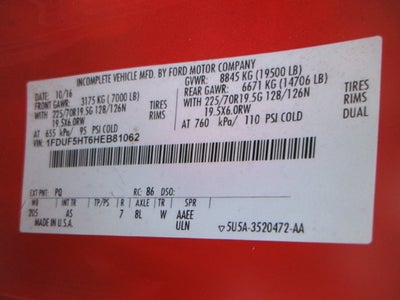 INCOMPLETE VEHICLE MFD. BY FORD MOTOR COMPANY
DATE: 10/16 GVWR: 8845 KG (19500 LB)
FRONT GAWR: 3175 KG (7000 LB) REAR GAWR: 6671 KG (14706 LB)
WITH 225/70R19.5G 128/126N TIRES WITH 225/70R19.5G 128/126N TIRES
19.5X6.0RW RIMS 19.5X6.0RW RIMS
AT 655 kPa/ 95 PSI COLD AT 760 kPa/ 110 PSI COLD DUAL
VIN: 1FDUF5HT6HEB81062
EXT PNT: PQ RC: 86 DSO:
WB INT TR TP/PS R AXLE TR SPR
205 AS 7 8L W AAEE
MADE IN U.S.A. ULN 5U5A-3520472-AA